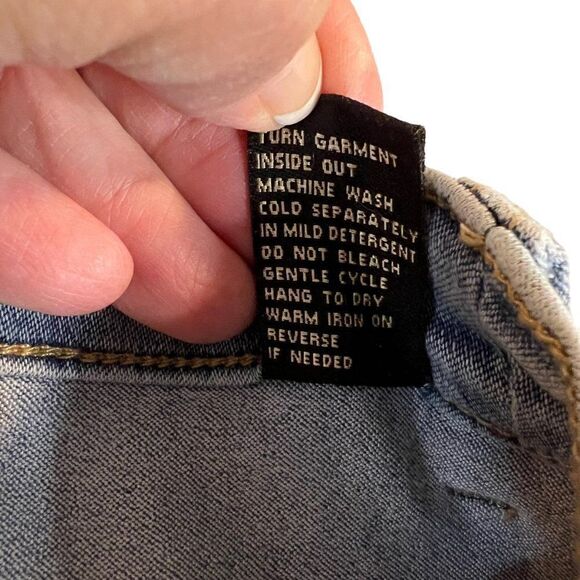 TURN GARMENT
INSIDE OUT
MACHINE WASH
COLD SEPARATELY
IN MILD DETERGENT
DO NOT BLEACH
GENTLE CYCLE
HANG TO DRY
WARM IRON ON
REVERSE
IF NEEDED